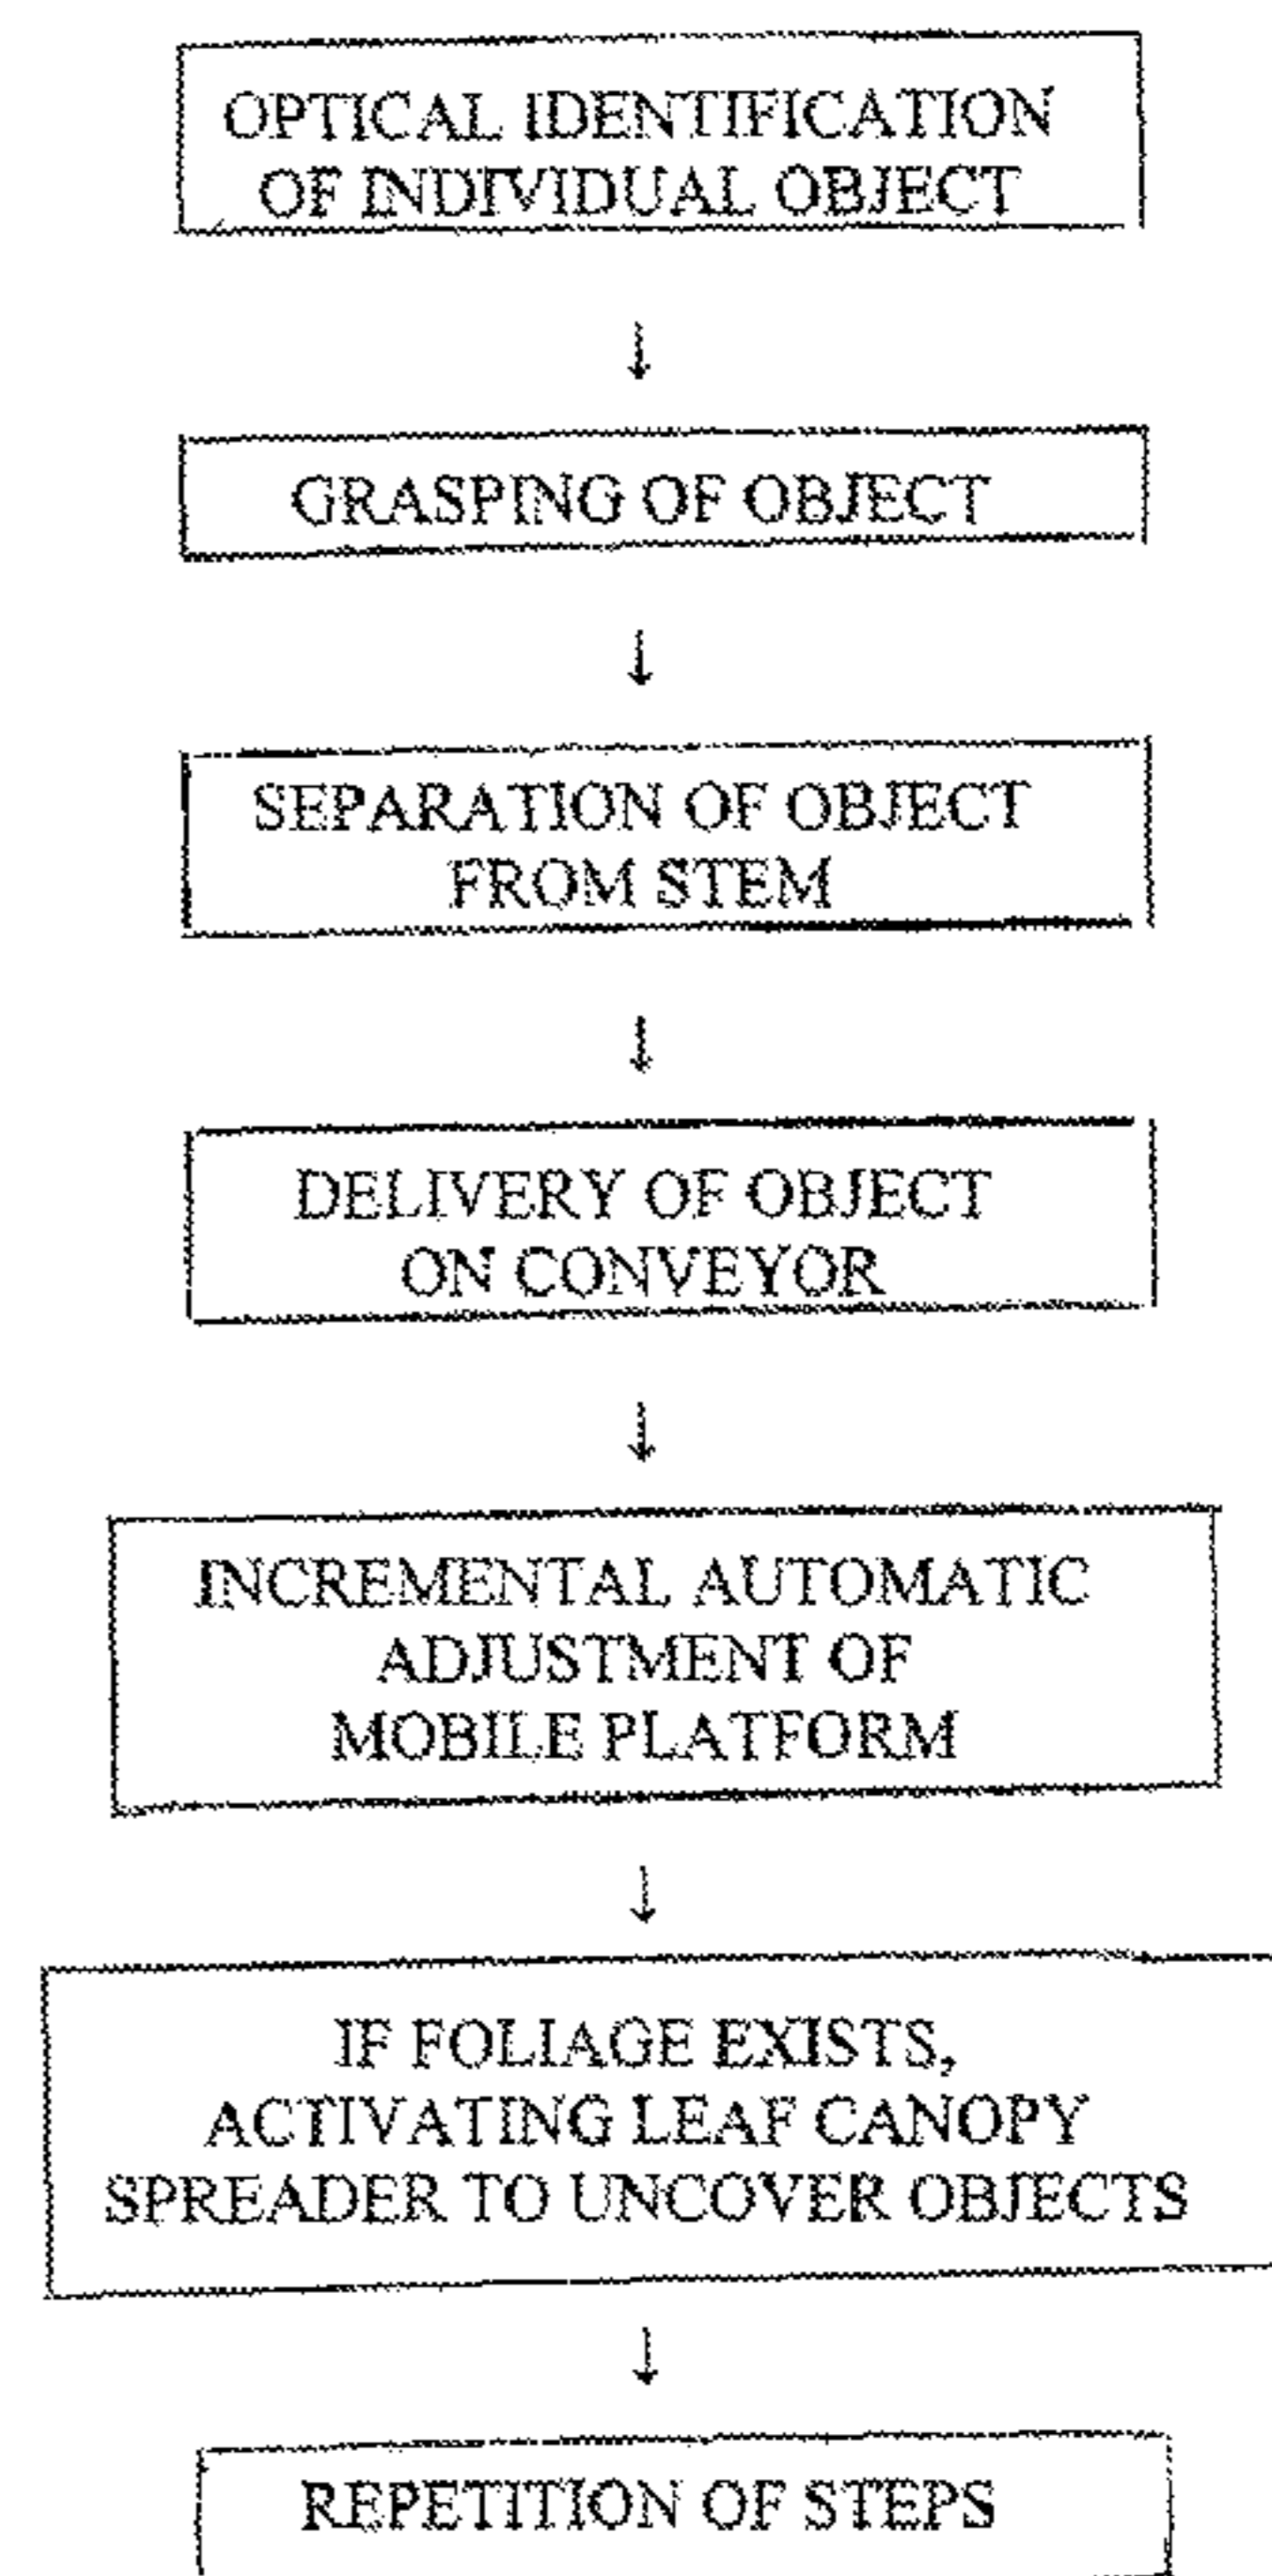 OPTICAL IDENTIFICATION
OF INDIVIDUAL OBJECT
↓
GRASPING OF OBJECT
↓
SEPARATION OF OBJECT
FROM STEM
↓
DELIVERY OF OBJECT
ON CONVEYOR
↓
INCREMENTAL AUTOMATIC
ADJUSTMENT OF
MOBILE PLATFORM
↓
IF FOLIAGE EXISTS,
ACTIVATING LEAF CANOPY
SPREADER TO UNCOVER OBJECTS
↓
REPETITION OF STEPS